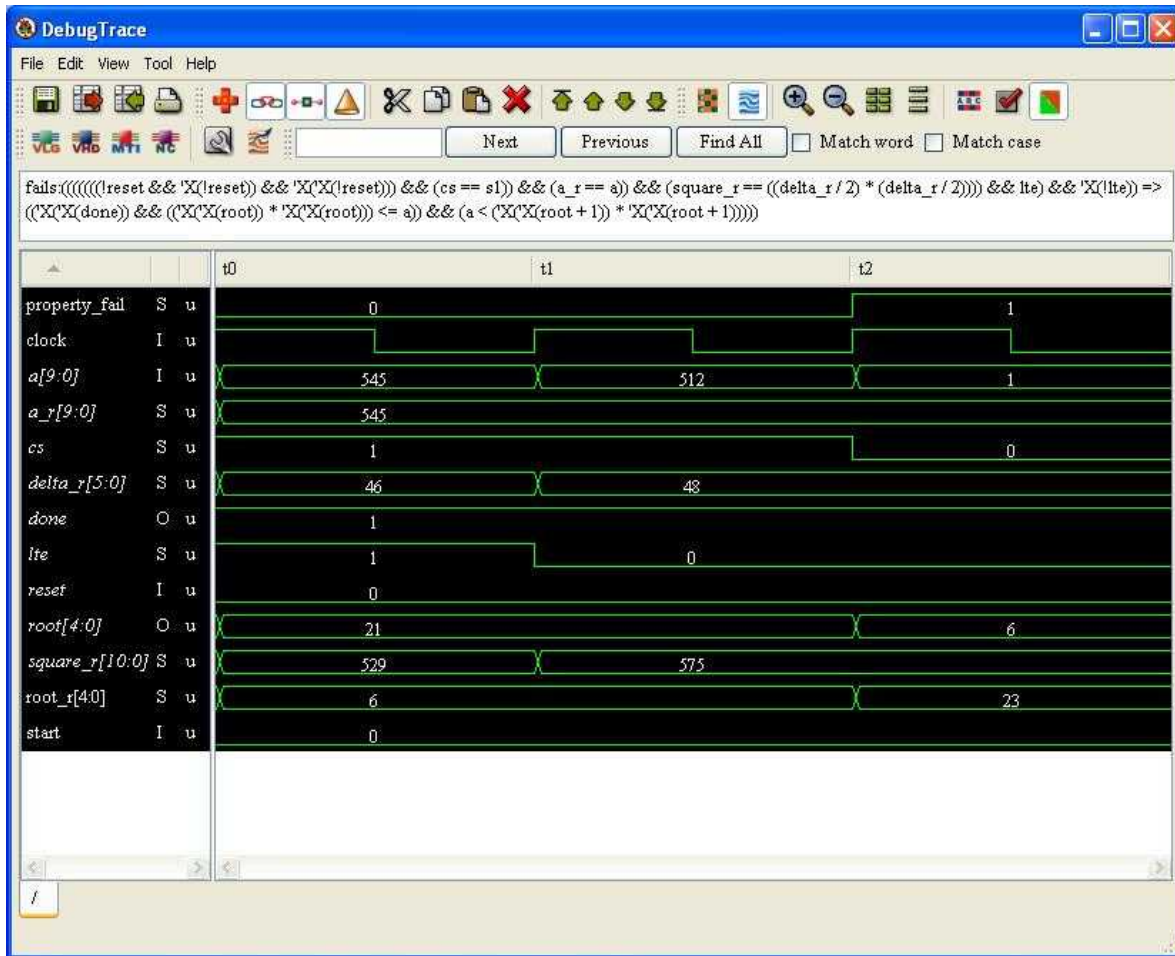 DebugTrace
File Edit View Tool Help
VLG VHD MTI NC Next Previous Find All Match word Match case
fails:(((((((!reset && 'X(!reset)) && 'X('X(!reset))) && (cs == s1)) && (a_r == a)) && (square_r == ((delta_r / 2) * (delta_r / 2)))) && lte) && 'X(!lte)) =>
(('X('X(done)) && (('X('X(root)) * 'X('X(root))) <= a)) && (a < ('X('X(root + 1)) * 'X('X(root + 1)))))
t0 t1 t2
property_fail S u 0 1
clock I u
a[9:0] I u 545 512 1
a_r[9:0] S u 545
cs S u 1 0
delta_r[5:0] S u 46 48
done O u 1
lte S u 1 0
reset I u 0
root[4:0] O u 21 6
square_r[10:0] S u 529 575
root_r[4:0] S u 6 23
start I u 0
/